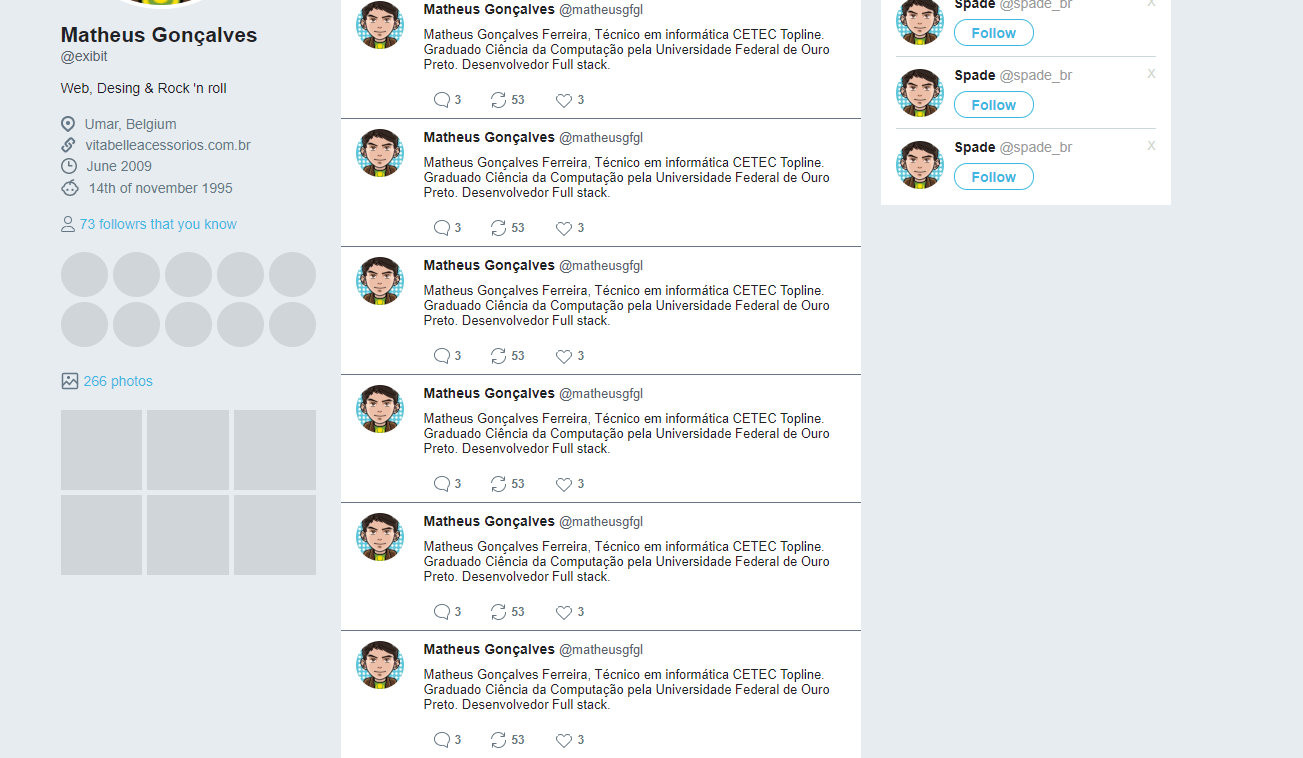 Matheus Gonçalves
@exibit
Web, Desing & Rock 'n roll
Umar, Belgium
vitabelleacessorios.com.br
June 2009
14th of november 1995
73 followrs that you know
266 photos
Matheus Gonçalves @matheusgfgl
Matheus Gonçalves Ferreira, Técnico em informática CETEC Topline.
Graduado Ciência da Computação pela Universidade Federal de Ouro
Preto. Desenvolvedor Full stack.
3 53 3
Matheus Gonçalves @matheusgfgl
Matheus Gonçalves Ferreira, Técnico em informática CETEC Topline.
Graduado Ciência da Computação pela Universidade Federal de Ouro
Preto. Desenvolvedor Full stack.
3 53 3
Matheus Gonçalves @matheusgfgl
Matheus Gonçalves Ferreira, Técnico em informática CETEC Topline.
Graduado Ciência da Computação pela Universidade Federal de Ouro
Preto. Desenvolvedor Full stack.
3 53 3
Matheus Gonçalves @matheusgfgl
Matheus Gonçalves Ferreira, Técnico em informática CETEC Topline.
Graduado Ciência da Computação pela Universidade Federal de Ouro
Preto. Desenvolvedor Full stack.
3 53 3
Matheus Gonçalves @matheusgfgl
Matheus Gonçalves Ferreira, Técnico em informática CETEC Topline.
Graduado Ciência da Computação pela Universidade Federal de Ouro
Preto. Desenvolvedor Full stack.
3 53 3
Matheus Gonçalves @matheusgfgl
Matheus Gonçalves Ferreira, Técnico em informática CETEC Topline.
Graduado Ciência da Computação pela Universidade Federal de Ouro
Preto. Desenvolvedor Full stack.
3 53 3
Spade @spade_br X
Follow
Spade @spade_br X
Follow
Spade @spade_br X
Follow